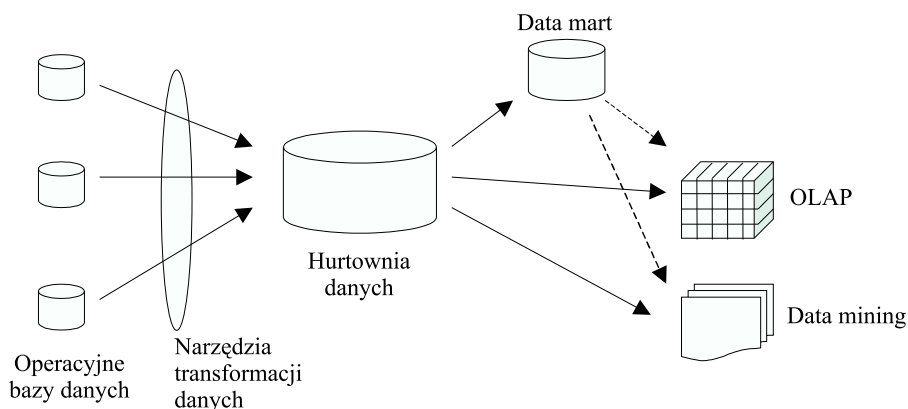 Data mart
OLAP
Hurtownia
danych
Data mining
Operacyjne
bazy danych
Narzędzia
transformacji
danych